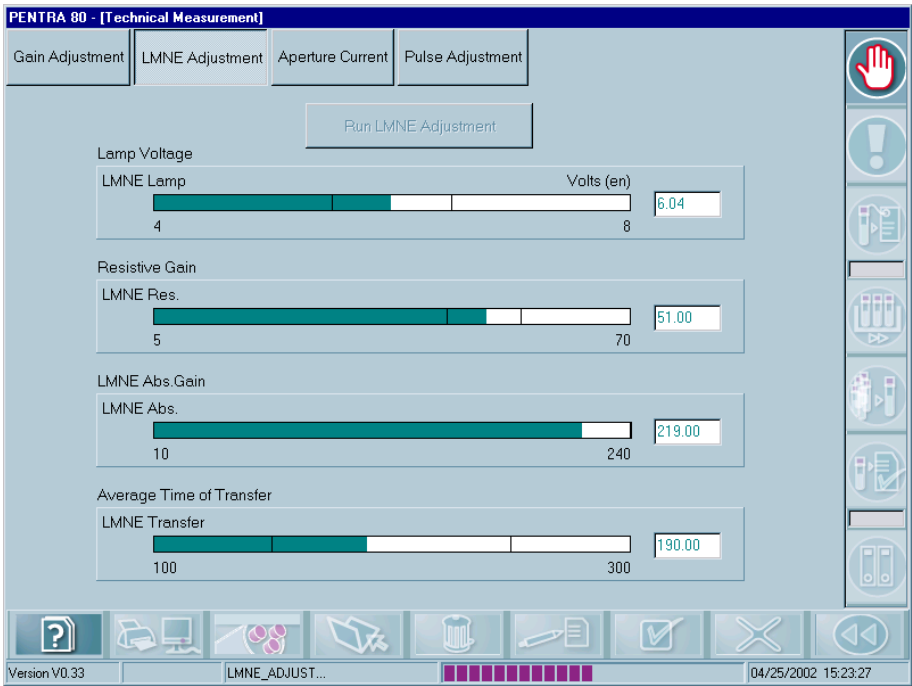 PENTRA 80 - [Technical Measurement]
Gain Adjustment LMNE Adjustment Aperture Current Pulse Adjustment
Run LMNE Adjustment
Lamp Voltage
LMNE Lamp Volts (en)
6.04
4 8
Resistive Gain
LMNE Res.
51.00
5 70
LMNE Abs.Gain
LMNE Abs.
219.00
10 240
Average Time of Transfer
LMNE Transfer
190.00
100 300
Version V0.33 LMNE_ADJUST... 04/25/2002 15:23:27